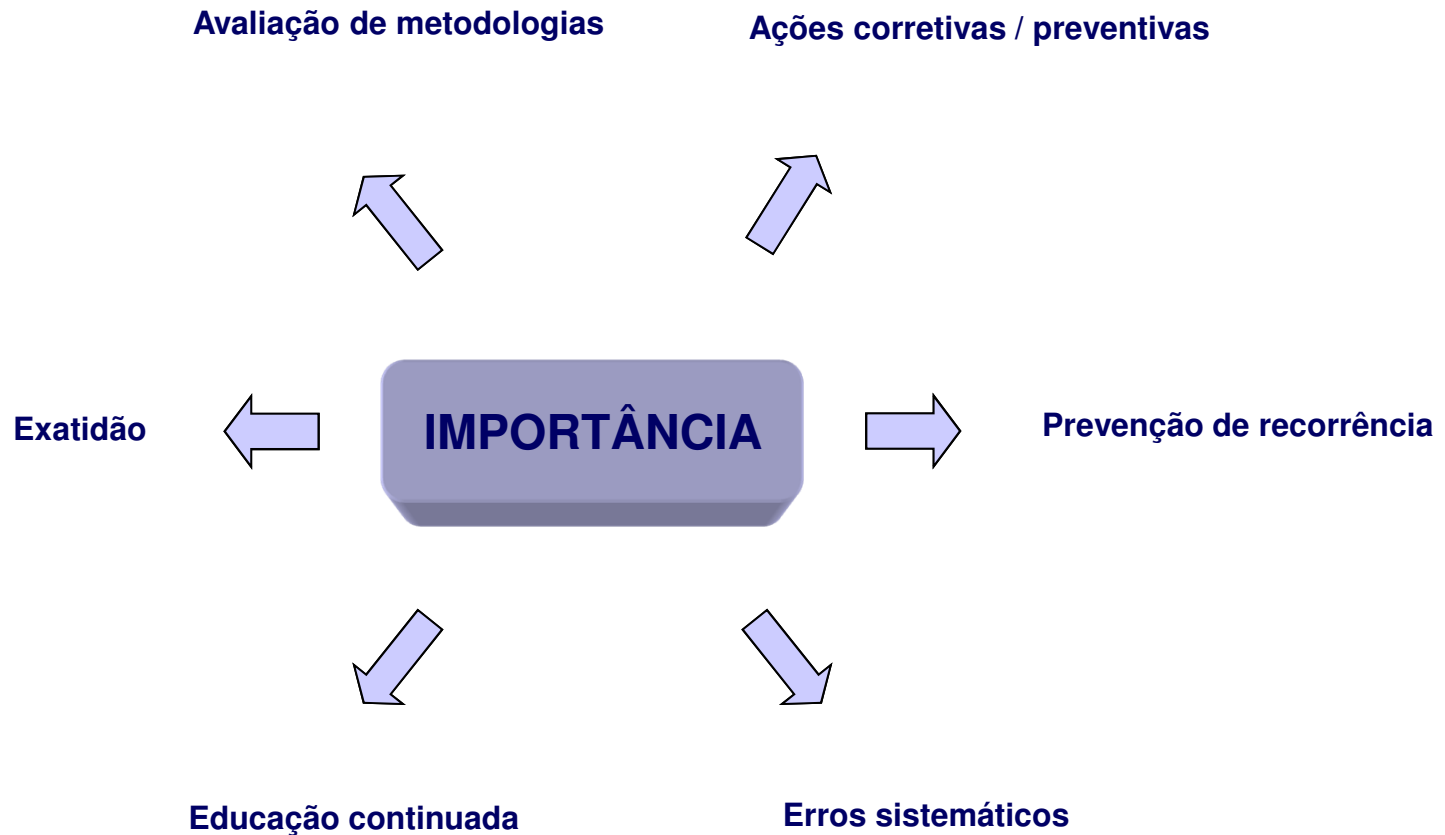 Avaliação de metodologias
Ações corretivas / preventivas
Exatidão
IMPORTÂNCIA
Prevenção de recorrência
Educação continuada
Erros sistemáticos